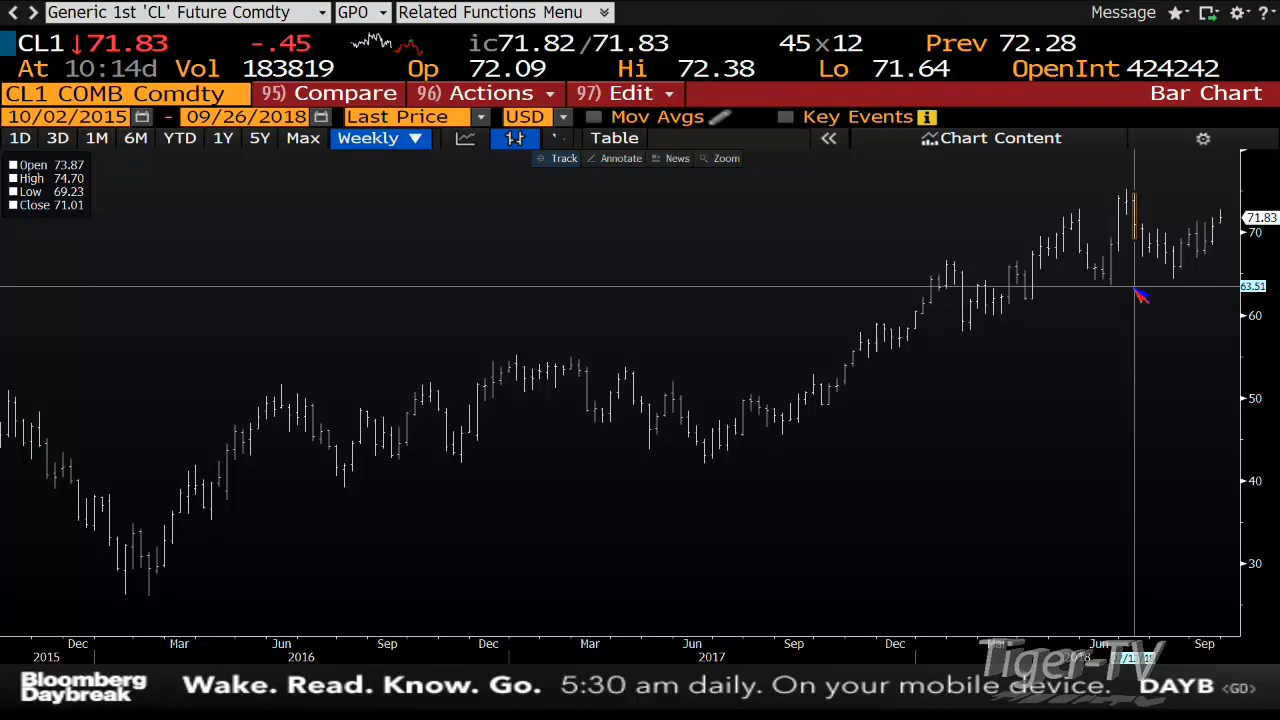 Generic 1st 'CL' Future Comdty GPO Related Functions Menu Message ?
CL1 ↓71.83 -.45 ic71.82/71.83 45x12 Prev 72.28
At 10:14d Vol 183819 Op 72.09 Hi 72.38 Lo 71.64 OpenInt 424242
CL1 COMB Comdty 95) Compare 96) Actions 97) Edit Bar Chart
10/02/2015 - 09/26/2018 Last Price USD Mov Avgs Key Events i
1D 3D 1M 6M YTD 1Y 5Y Max Weekly ▼ Table « Chart Content
Track Annotate News Zoom
Open 73.87
High 74.70
Low 69.23
Close 71.01
71.83
70
63.51
60
50
40
30
Dec Mar Jun Sep Dec Mar Jun Sep Dec Jun Sep
2015 2016 2017 2018
Tiger-TV
Bloomberg
Daybreak
Wake. Read. Know. Go. 5:30 am daily. On your mobile device. DAYB <GO>